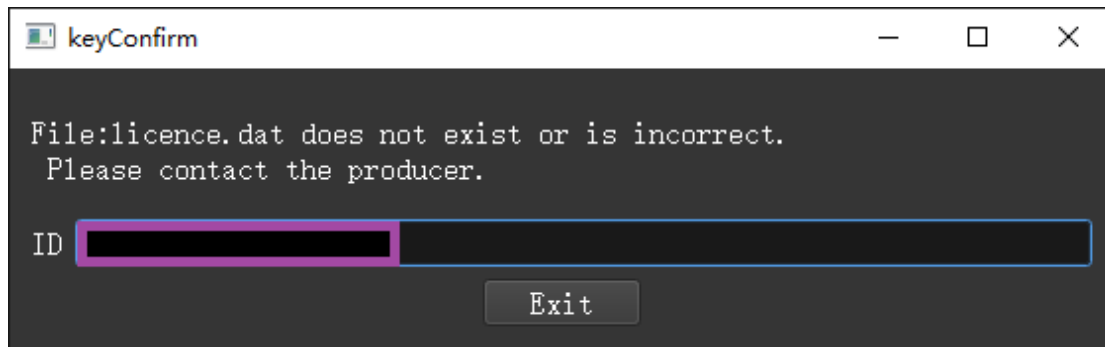 keyConfirm
File:licence.dat does not exist or is incorrect.
Please contact the producer.
ID
Exit